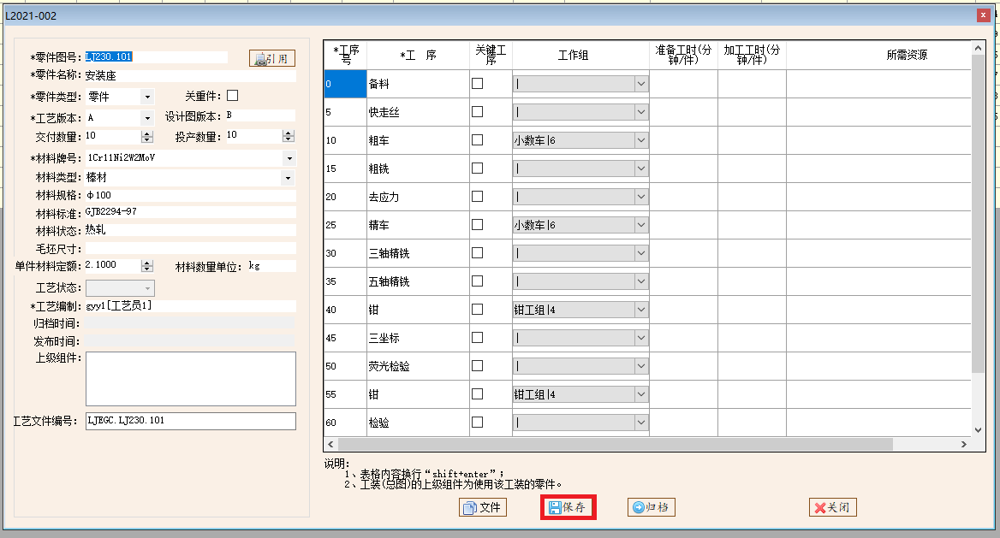 L2021-002
*零件图号: LJ230.101 引用
*零件名称: 安装座
*零件类型: 零件 关重件:
*工艺版本: A 设计图版本: B
交付数量: 10 投产数量: 10
*材料牌号: 1Cr11Ni2W2MoV
材料类型: 棒材
材料规格: φ100
材料标准: GJB2294-97
材料状态: 热轧
毛坯尺寸:
单件材料定额: 2.1000 材料数量单位: kg
工艺状态:
*工艺编制: gyy1[工艺员1]
归档时间:
发布时间:
上级组件:
工艺文件编号: LJEGC.LJ230.101
*工序号 *工 序 关键工序 工作组 准备工时(分钟/件) 加工工时(分钟/件) 所需资源
0 备料 |
5 快走丝 |
10 粗车 小数车|6
15 粗铣 |
20 去应力 |
25 精车 小数车|6
30 三轴精铣 |
35 五轴精铣 |
40 钳 钳工组|4
45 三坐标 |
50 荧光检验 |
55 钳 钳工组|4
60 检验 |
说明:
1、表格内容换行“shift+enter”;
2、工装(总图)的上级组件为使用该工装的零件。
文件 保存 归档 关闭